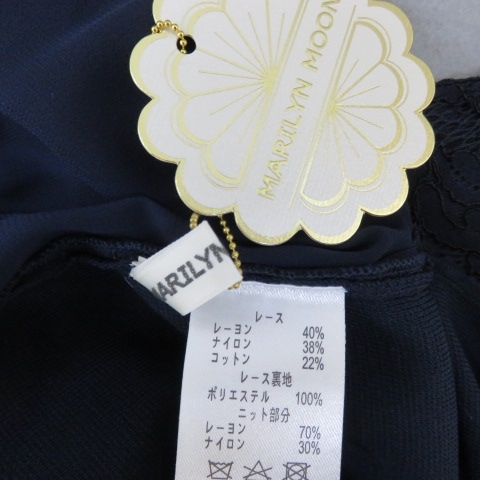 MARILYN MOON
MARILYN
レース
レーヨン 40%
ナイロン 38%
コットン 22%
レース裏地
ポリエステル 100%
ニット部分
レーヨン 70%
ナイロン 30%